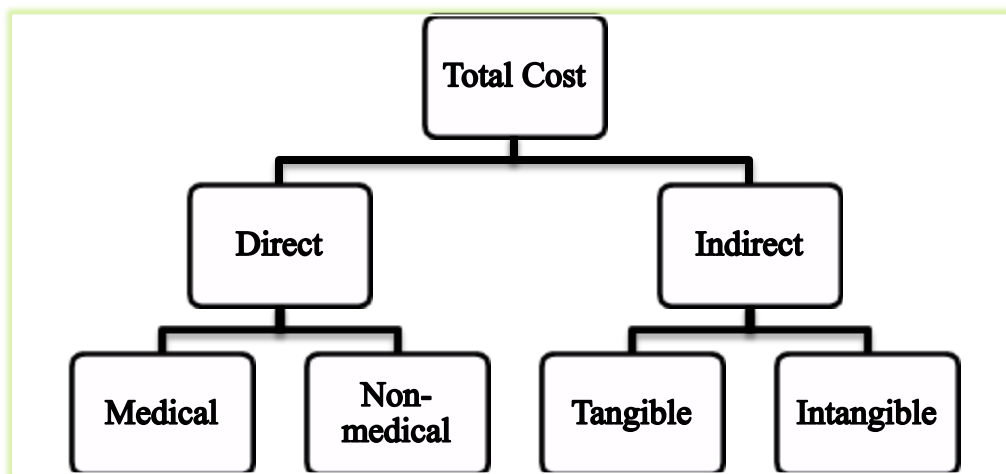 Total Cost
Direct
Indirect
Medical
Non-
medical
Tangible
Intangible